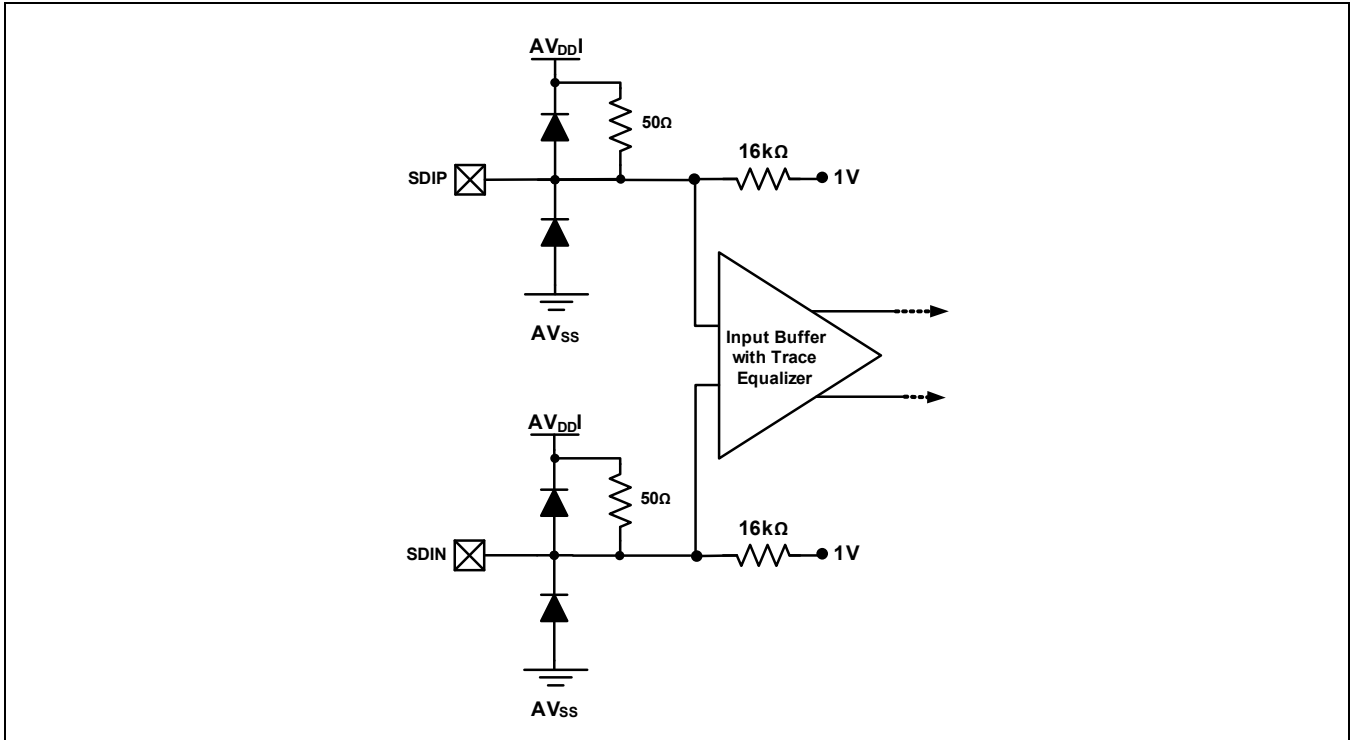 AVDDI
50Ω
16kΩ
SDIP
1V
AVSS
Input Buffer
with Trace
Equalizer
AVDDI
50Ω
16kΩ
SDIN
1V
AVSS